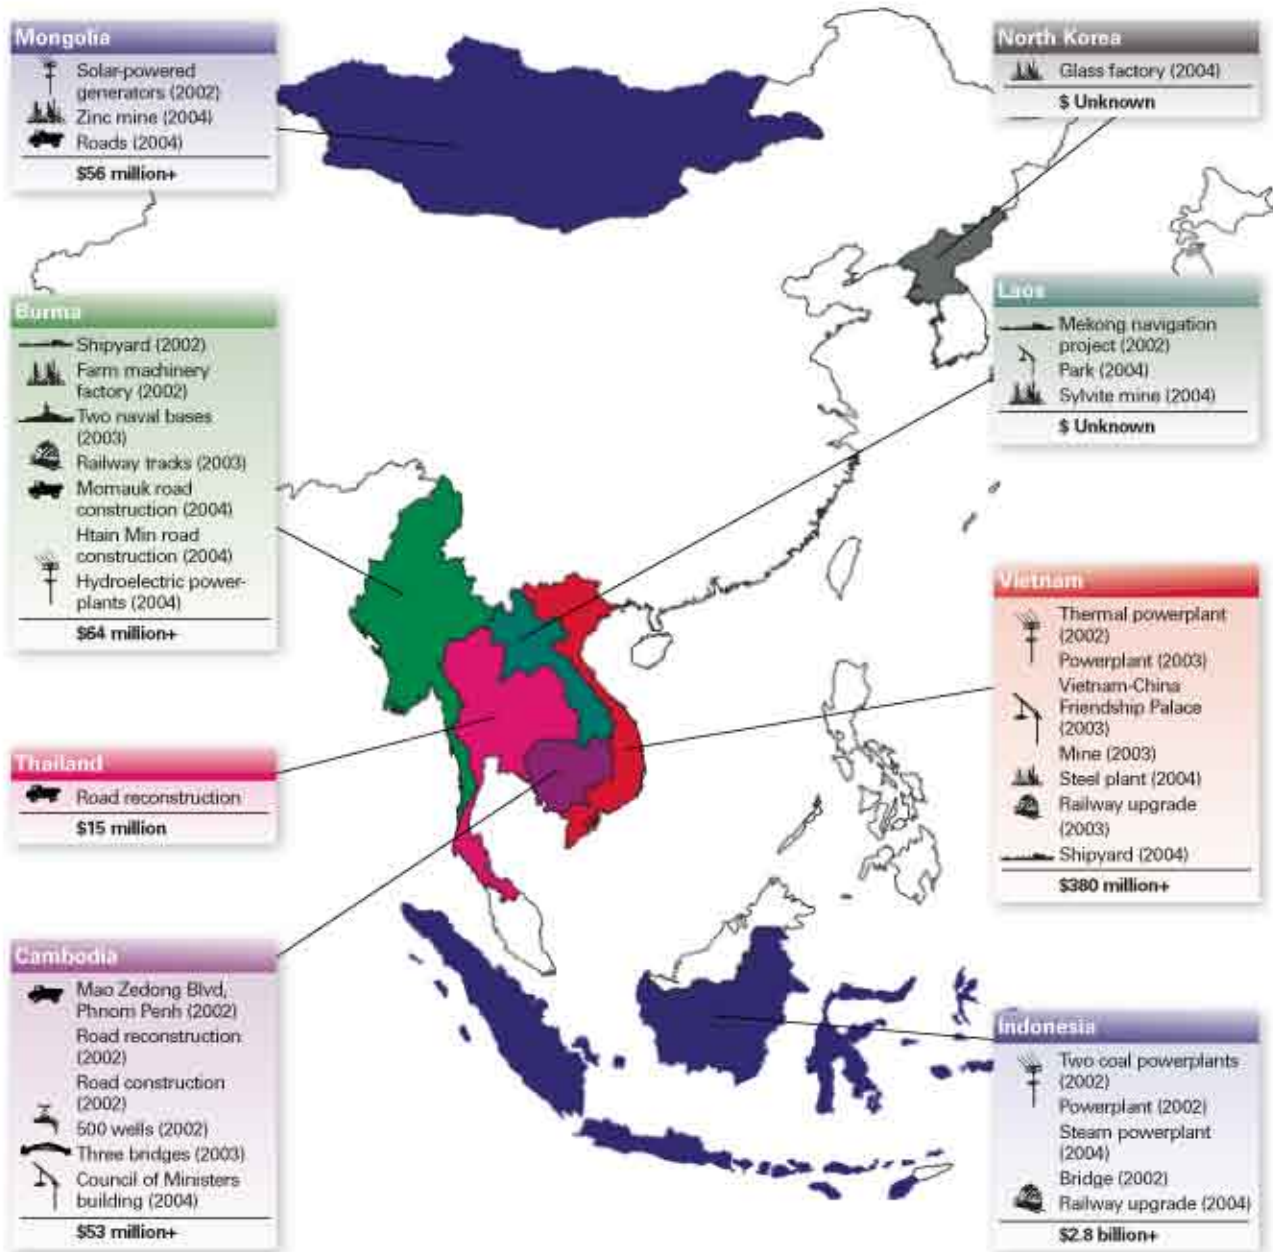 Mongolia
Solar-powered
generators (2002)
Zinc mine (2004)
Roads (2004)
$56 million+
North Korea
Glass factory (2004)
$ Unknown
Burma
Shipyard (2002)
Farm machinery
factory (2002)
Two naval bases
(2003)
Railway tracks (2003)
Momauk road
construction (2004)
Htain Min road
construction (2004)
Hydroelectric power-
plants (2004)
$64 million+
Laos
Mekong navigation
project (2002)
Park (2004)
Sylvite mine (2004)
$ Unknown
Thailand
Road reconstruction
$15 million
Vietnam
Thermal powerplant
(2002)
Powerplant (2003)
Vietnam-China
Friendship Palace
(2003)
Mine (2003)
Steel plant (2004)
Railway upgrade
(2003)
Shipyard (2004)
$380 million+
Cambodia
Mao Zedong Blvd,
Phnom Penh (2002)
Road reconstruction
(2002)
Road construction
(2002)
500 wells (2002)
Three bridges (2003)
Council of Ministers
building (2004)
$53 million+
Indonesia
Two coal powerplants
(2002)
Powerplant (2002)
Steam powerplant
(2004)
Bridge (2002)
Railway upgrade (2004)
$2.8 billion+